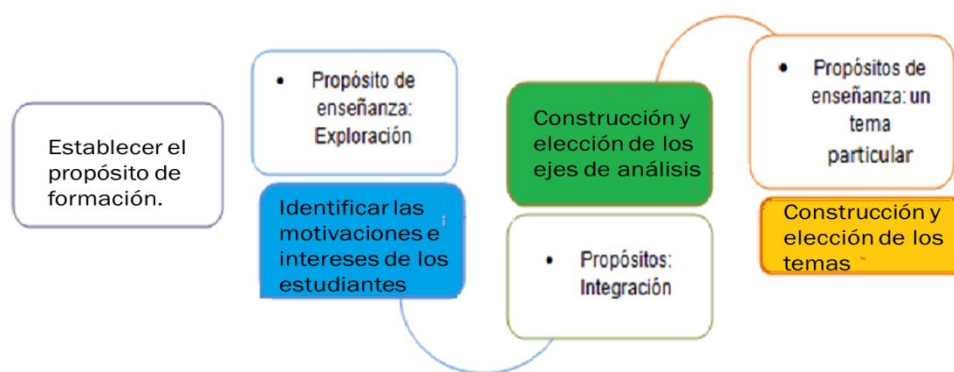 Establecer el
propósito de
formación.
• Propósito de
enseñanza:
Exploración
Identificar las
motivaciones e
intereses de los
estudiantes
Construcción y
elección de los
ejes de análisis
• Propósitos:
Integración
• Propósitos de
enseñanza: un
tema
particular
Construcción y
elección de los
temas